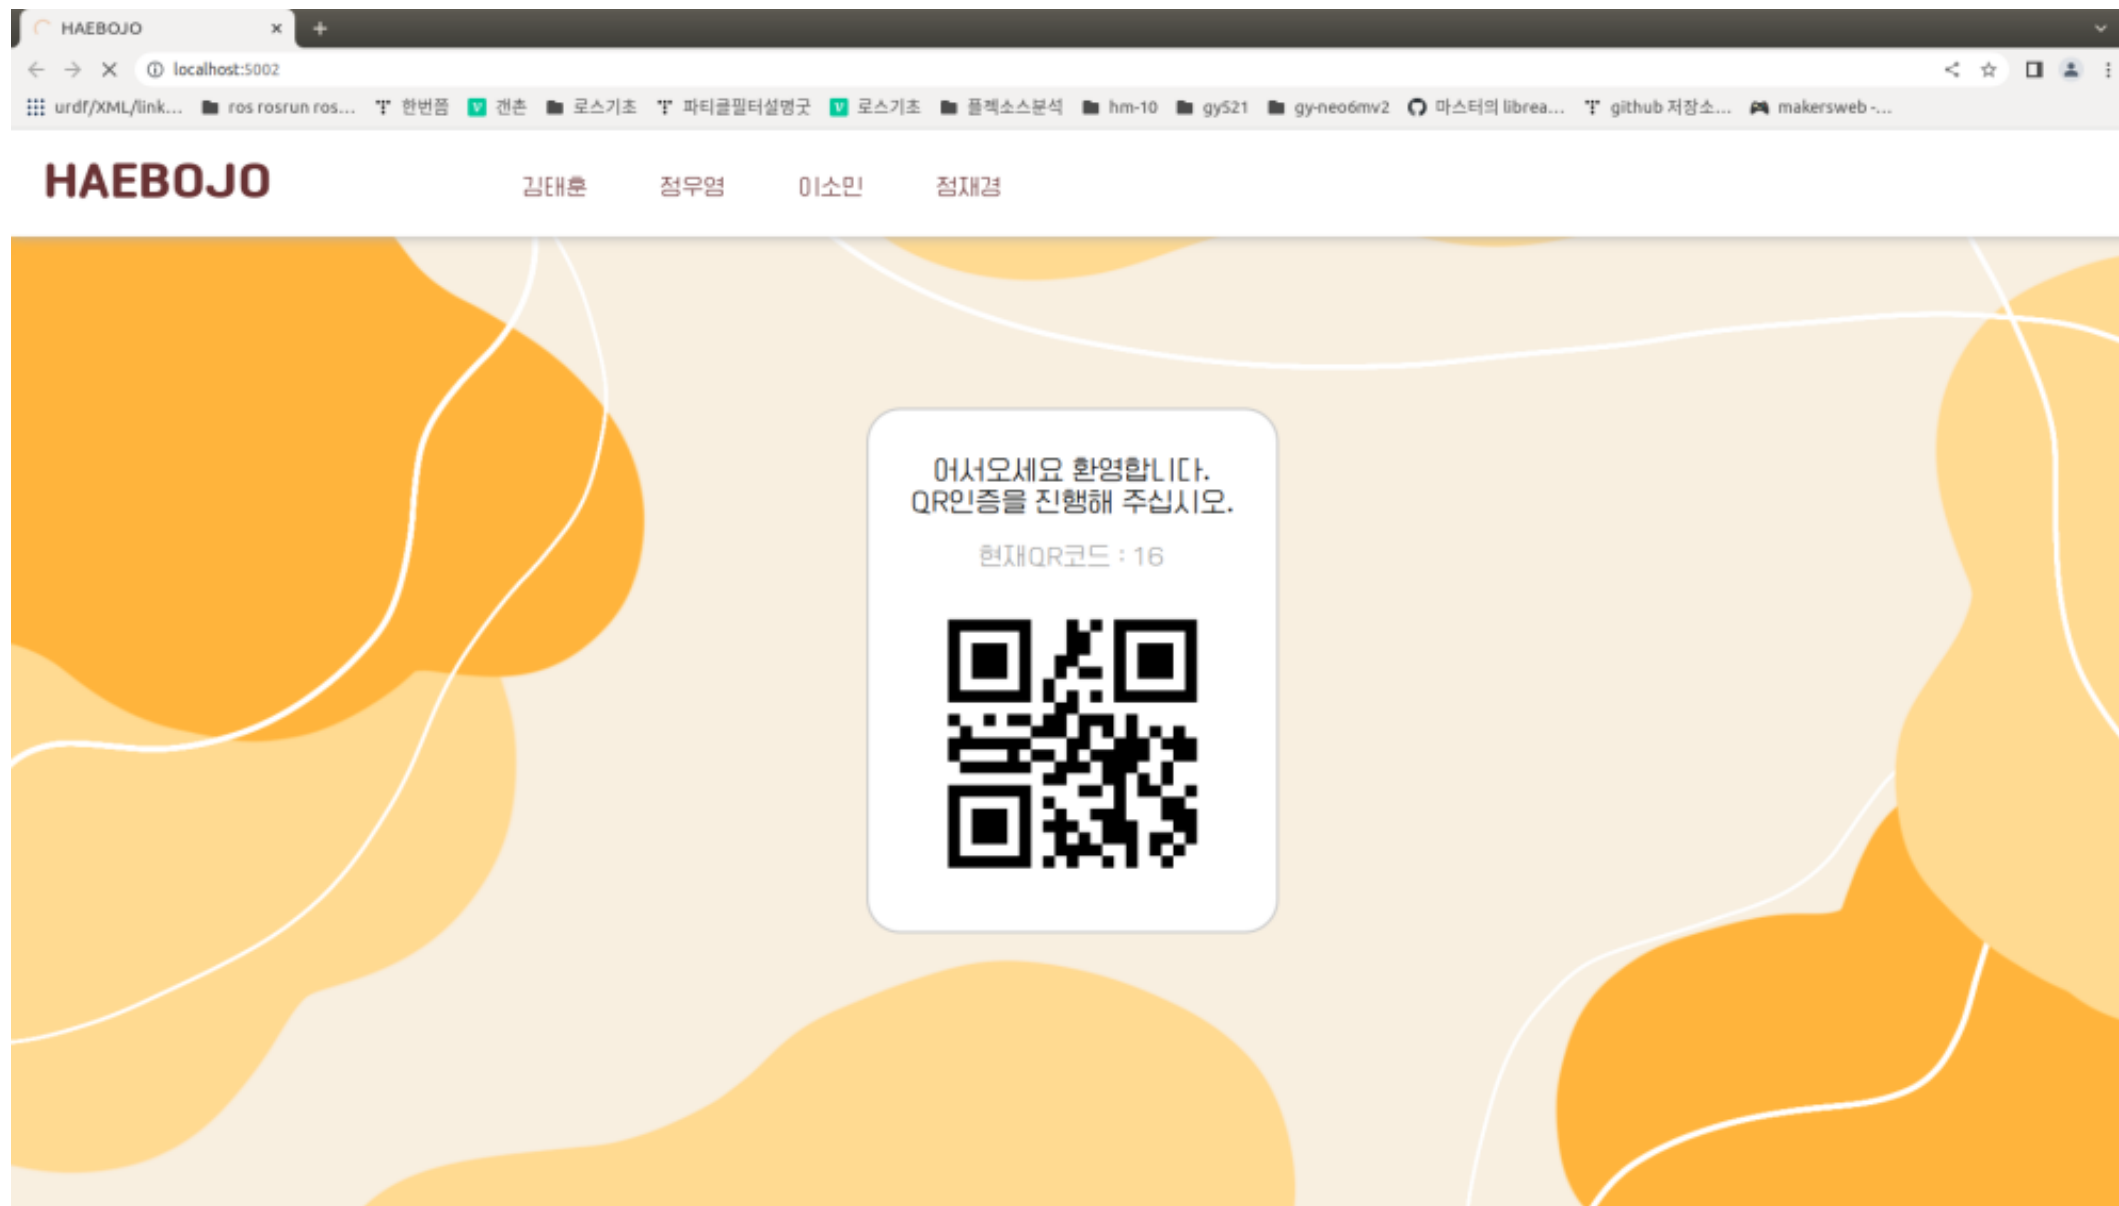 HAEBOJO
localhost:5002
urdf/XML/link... ros rosrun ros... 한번쯤 갠촌 로스기초 파티클필터설명굿 로스기초 플젝소스분석 hm-10 gy521 gy-neo6mv2 마스터의 librea... github 저장소... makersweb -...
HAEBOJO 김태훈 정우영 이소민 정재경
어서오세요 환영합니다.
QR인증을 진행해 주십시오.
현재QR코드 : 16